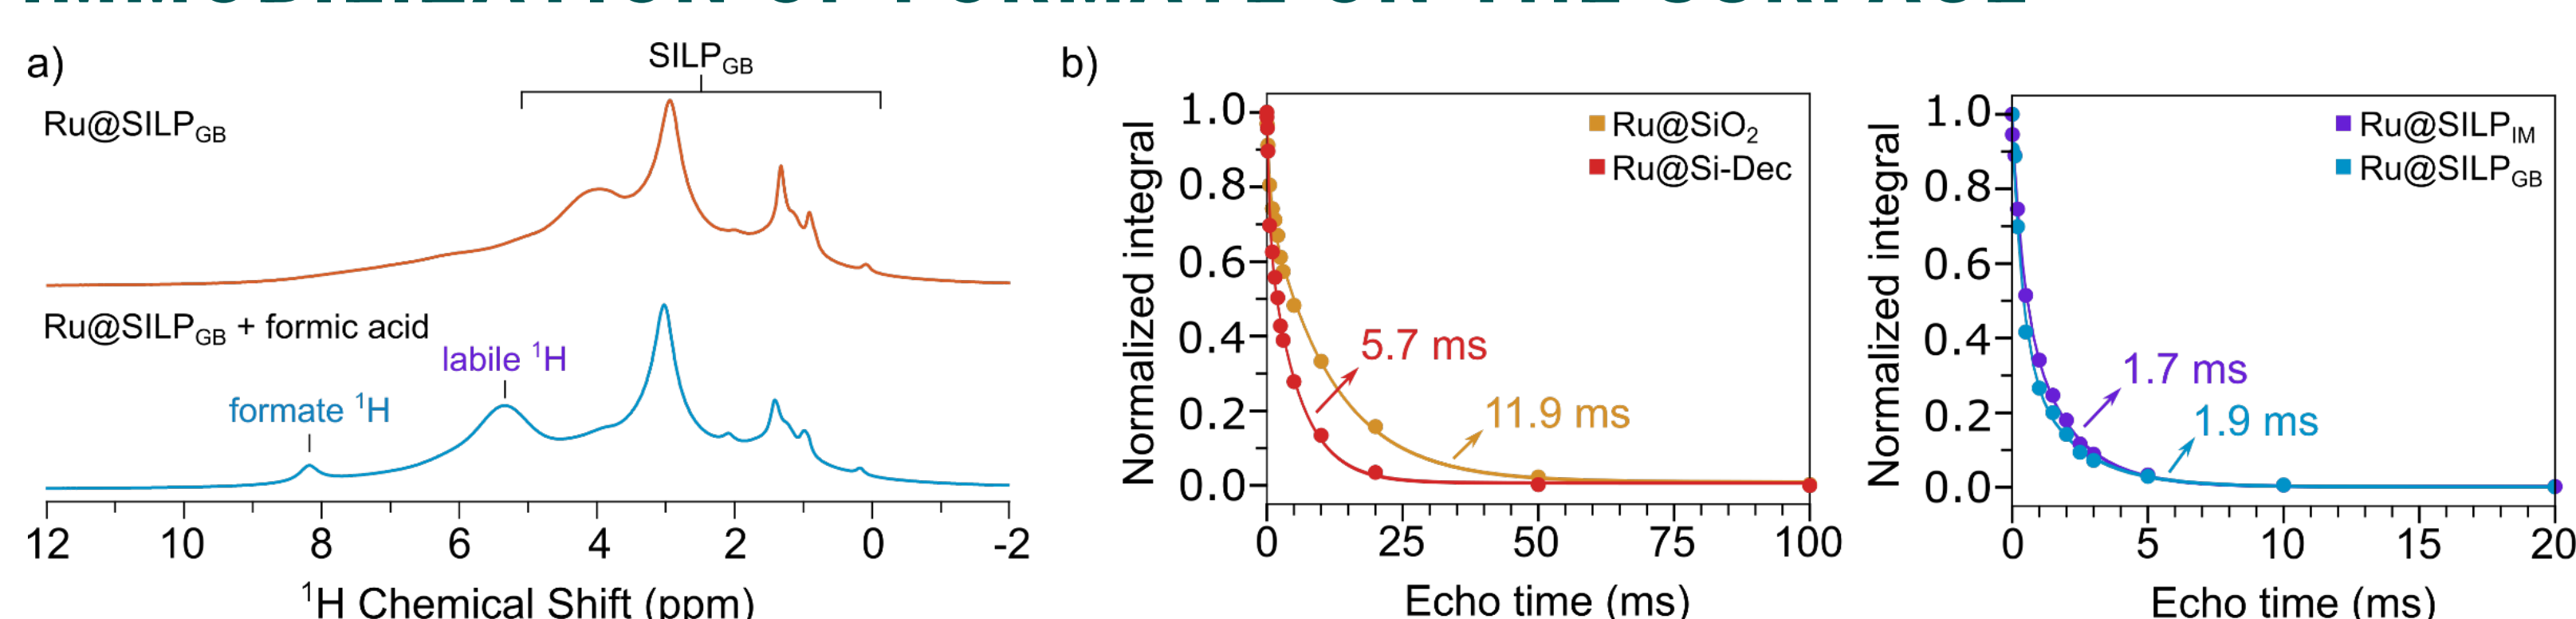 a)
SILP_GB
Ru@SILP_GB
Ru@SILP_GB + formic acid
labile ¹H
formate ¹H
12 10 8 6 4 2 0 -2
¹H Chemical Shift (ppm)
b)
Normalized integral
1.0
0.8
0.6
0.4
0.2
0.0
Ru@SiO₂
Ru@Si-Dec
5.7 ms
11.9 ms
0 25 50 75 100
Echo time (ms)
Normalized integral
1.0
0.8
0.6
0.4
0.2
0.0
Ru@SILP_IM
Ru@SILP_GB
1.7 ms
1.9 ms
0 5 10 15 20
Echo time (ms)